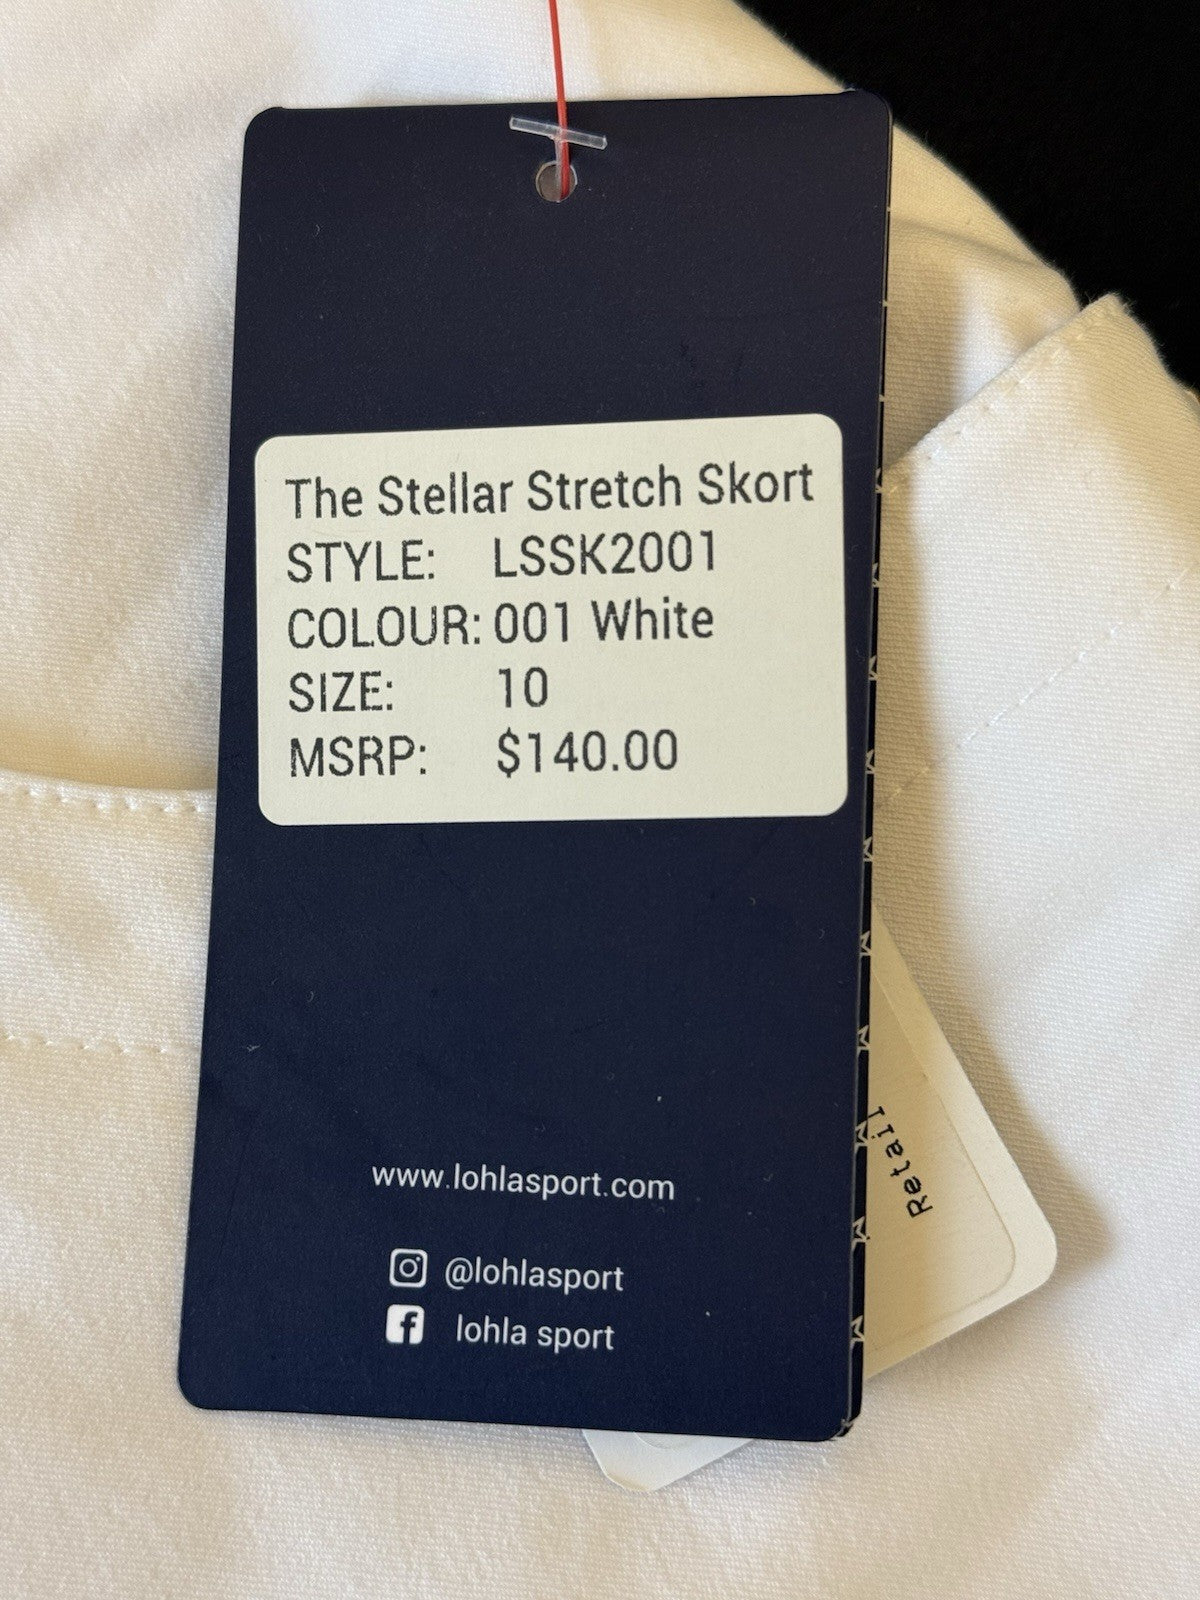 The Stellar Stretch Skort
STYLE: LSSK2001
COLOUR: 001 White
SIZE: 10
MSRP: $140.00
www.lohlasport.com
@lohlasport
lohla sport
Retail